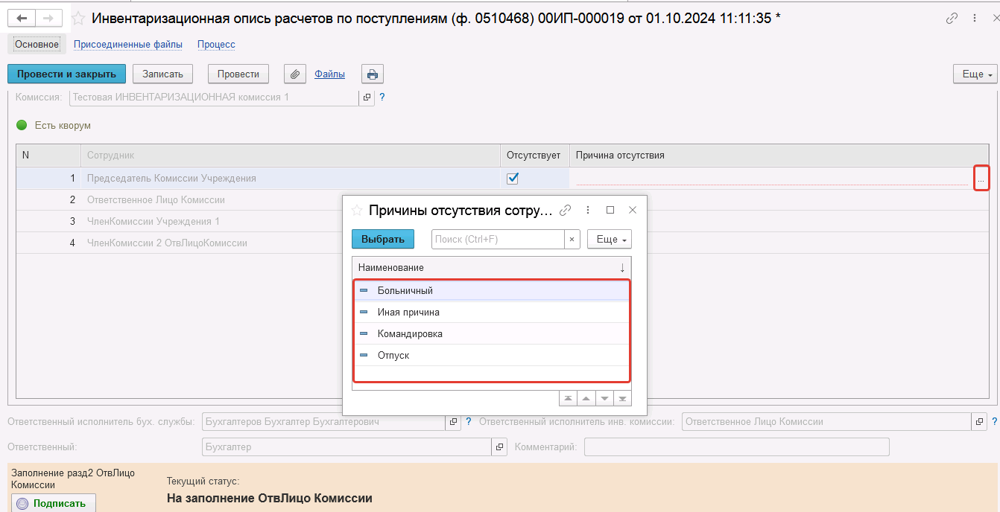 Инвентаризационная опись расчетов по поступлениям (ф. 0510468) 00ИП-000019 от 01.10.2024 11:11:35 *
Основное Присоединенные файлы Процесс
Провести и закрыть Записать Провести Файлы Еще
Комиссия: Тестовая ИНВЕНТАРИЗАЦИОННАЯ комиссия 1 ?
Есть кворум
N Сотрудник Отсутствует Причина отсутствия
1 Председатель Комиссии Учреждения ...
2 Ответственное Лицо Комиссии
3 ЧленКомиссии Учреждения 1
4 ЧленКомиссии 2 ОтвЛицоКомиссии
Причины отсутствия сотру...
Выбрать Поиск (Ctrl+F) × Еще
Наименование ↓
Больничный
Иная причина
Командировка
Отпуск
Ответственный исполнитель бух. службы: Бухгалтеров Бухгалтер Бухгалтерович ? Ответственный исполнитель инв. комиссии: Ответственное Лицо Комиссии ?
Ответственный: Бухгалтер Комментарий:
Заполнение разд2 ОтвЛицо
Комиссии
Текущий статус:
На заполнение ОтвЛицо Комиссии
Подписать